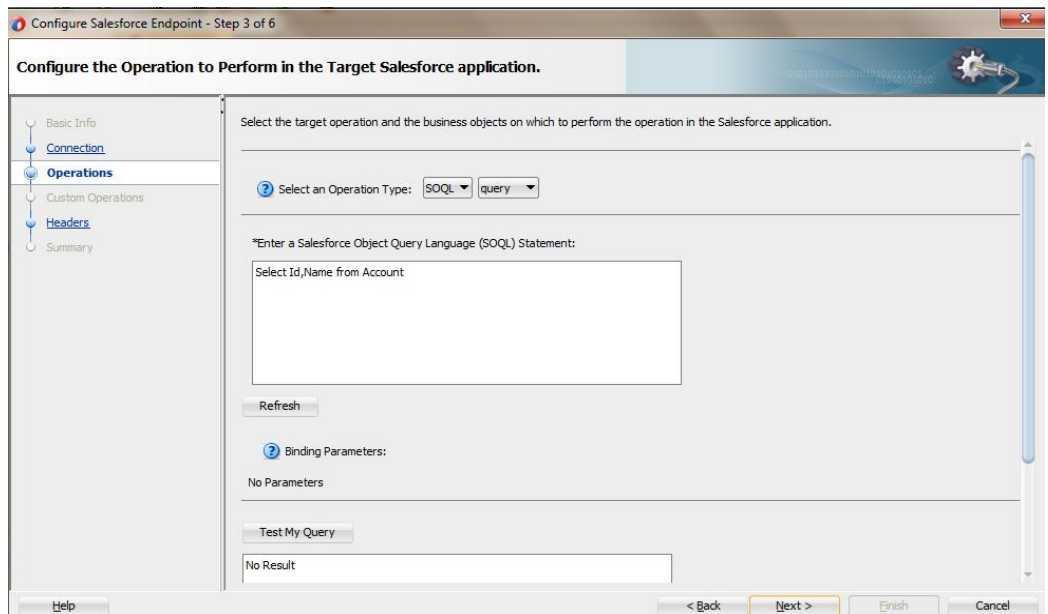 Configure Salesforce Endpoint - Step 3 of 6
x
Configure the Operation to Perform in the Target Salesforce application.
Basic Info
Connection
Operations
Custom Operations
Headers
Summary
Select the target operation and the business objects on which to perform the operation in the Salesforce application.
? Select an Operation Type: SOQL query
*Enter a Salesforce Object Query Language (SOQL) Statement:
Select Id,Name from Account
Refresh
? Binding Parameters:
No Parameters
Test My Query
No Result
Help < Back Next > Finish Cancel